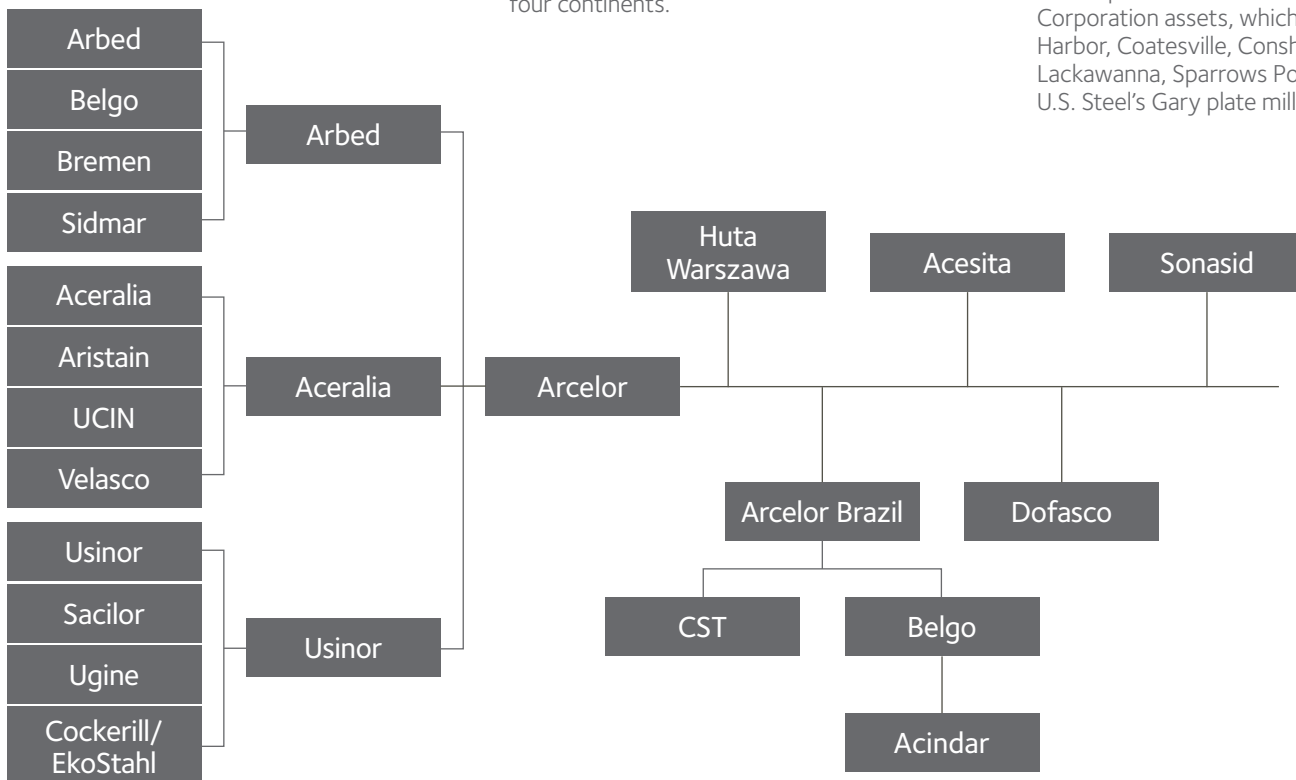 four continents.
Corporation assets, which
Harbor, Coatesville,
Lackawanna, Sparrows
U.S. Steel's Gary plate mill
Arbed
Belgo
Bremen
Sidmar
Arbed
Aceralia
Aristain
UCIN
Velasco
Aceralia
Usinor
Sacilor
Ugine
Cockerill/
EkoStahl
Usinor
Arcelor
Huta
Warszawa
Acesita
Sonasid
Arcelor Brazil
Dofasco
CST
Belgo
Acindar